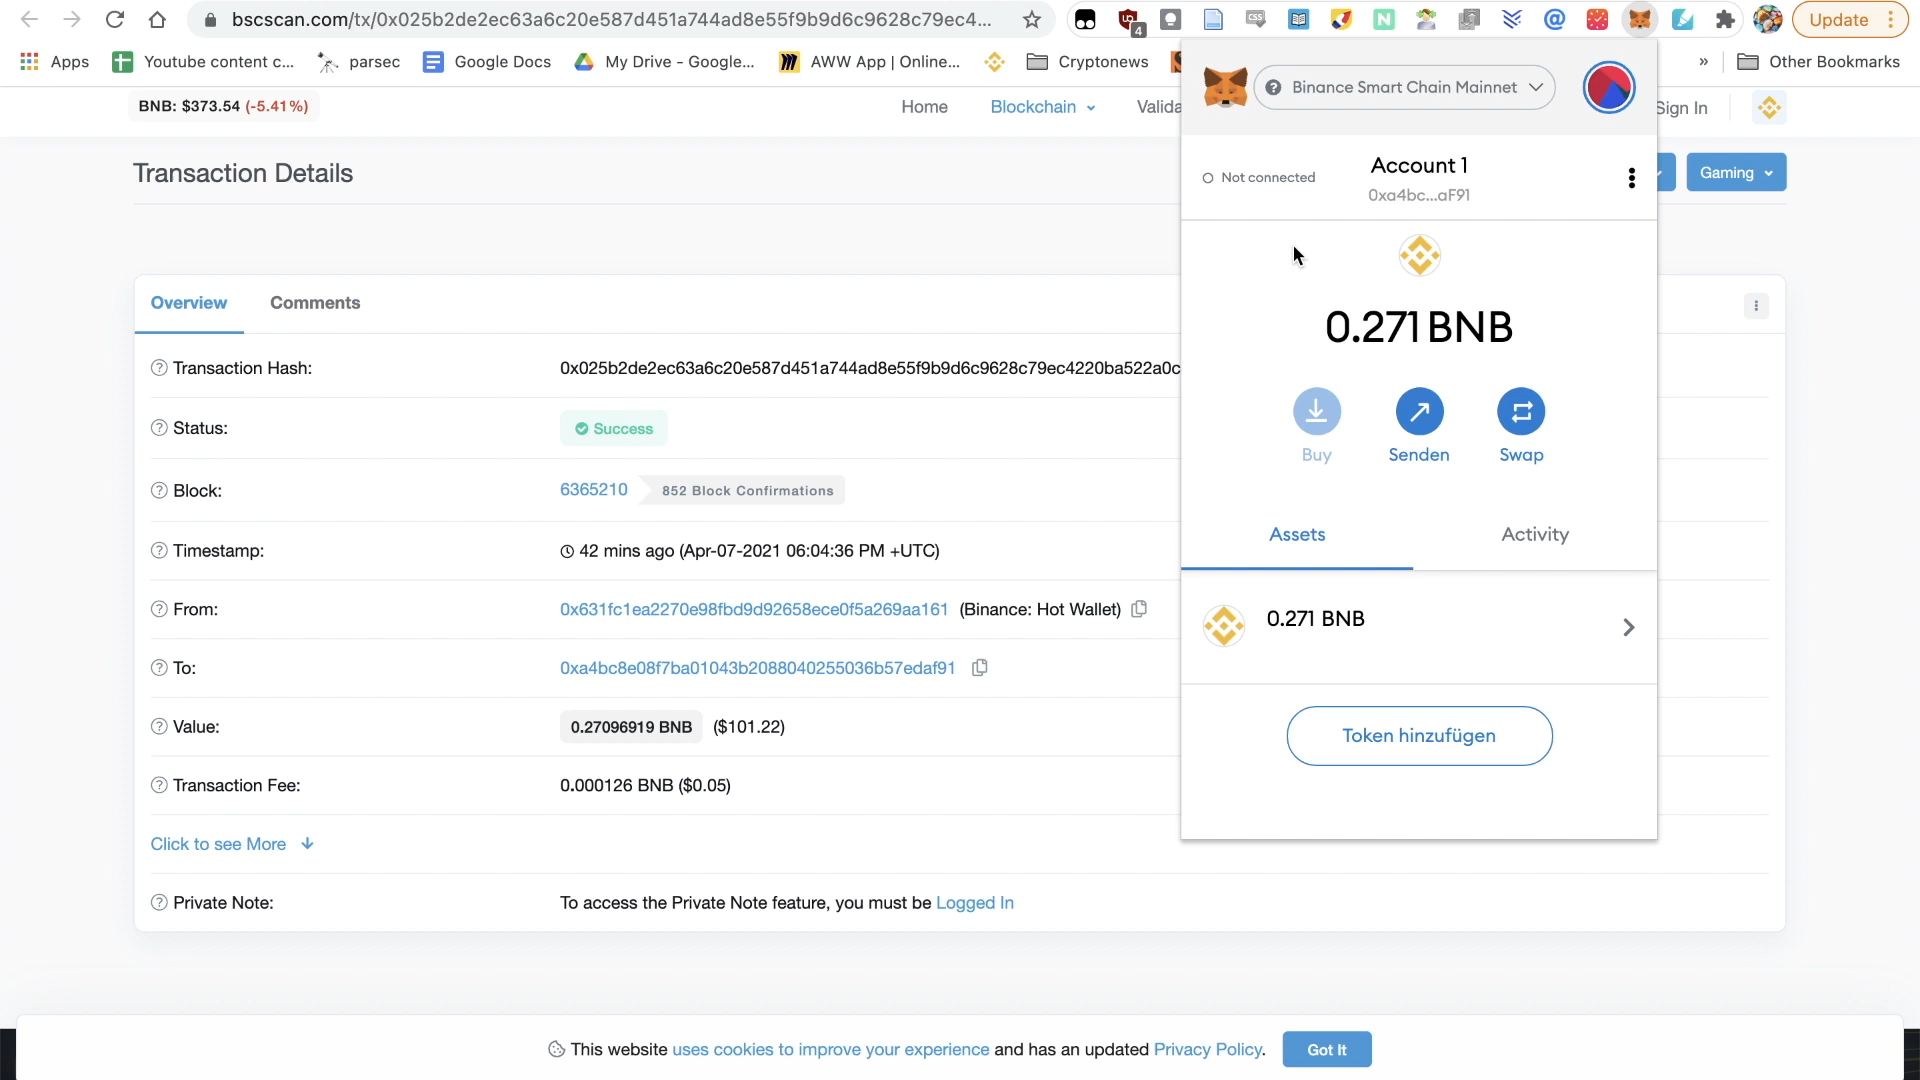 bscscan.com/tx/0x025b2de2ec63a6c20e587d451a744ad8e55f9b9d6c9628c79ec4...
4
Update
Apps
Youtube content c...
parsec
Google Docs
My Drive - Google...
AWW App | Online...
Cryptonews
»
Other Bookmarks
BNB: $373.54 (-5.41%)
Home
Blockchain
Valida
Sign In
Binance Smart Chain Mainnet
Transaction Details
Gaming
Not connected
Account 1
0xa4bc...aF91
0.271 BNB
Buy
Senden
Swap
Assets
Activity
0.271 BNB
Token hinzufügen
Overview
Comments
Transaction Hash:
0x025b2de2ec63a6c20e587d451a744ad8e55f9b9d6c9628c79ec4220ba522a0c
Status:
Success
Block:
6365210
852 Block Confirmations
Timestamp:
42 mins ago (Apr-07-2021 06:04:36 PM +UTC)
From:
0x631fc1ea2270e98fbd9d92658ece0f5a269aa161 (Binance: Hot Wallet)
To:
0xa4bc8e08f7ba01043b2088040255036b57edaf91
Value:
0.27096919 BNB ($101.22)
Transaction Fee:
0.000126 BNB ($0.05)
Click to see More
Private Note:
To access the Private Note feature, you must be Logged In
This website uses cookies to improve your experience and has an updated Privacy Policy.
Got It